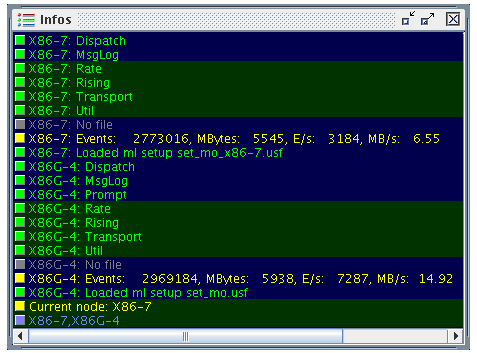 Infos
X86-7: Dispatch
X86-7: MsgLog
X86-7: Rate
X86-7: Rising
X86-7: Transport
X86-7: Util
X86-7: No file
X86-7: Events: 2773016, MBytes: 5545, E/s: 3184, MB/s: 6.55
X86-7: Loaded ml setup set_mo_x86-7.usf
X86G-4: Dispatch
X86G-4: MsgLog
X86G-4: Prompt
X86G-4: Rate
X86G-4: Rising
X86G-4: Transport
X86G-4: Util
X86G-4: No file
X86G-4: Events: 2969184, MBytes: 5938, E/s: 7287, MB/s: 14.92
X86G-4: Loaded ml setup set_mo.usf
Current node: X86-7
X86-7,X86G-4